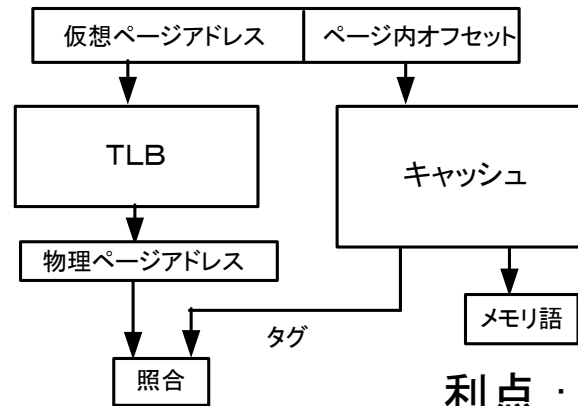 仮想ページアドレス ページ内オフセット
TLB
キャッシュ
物理ページアドレス
メモリ語
タグ
照合
利点・